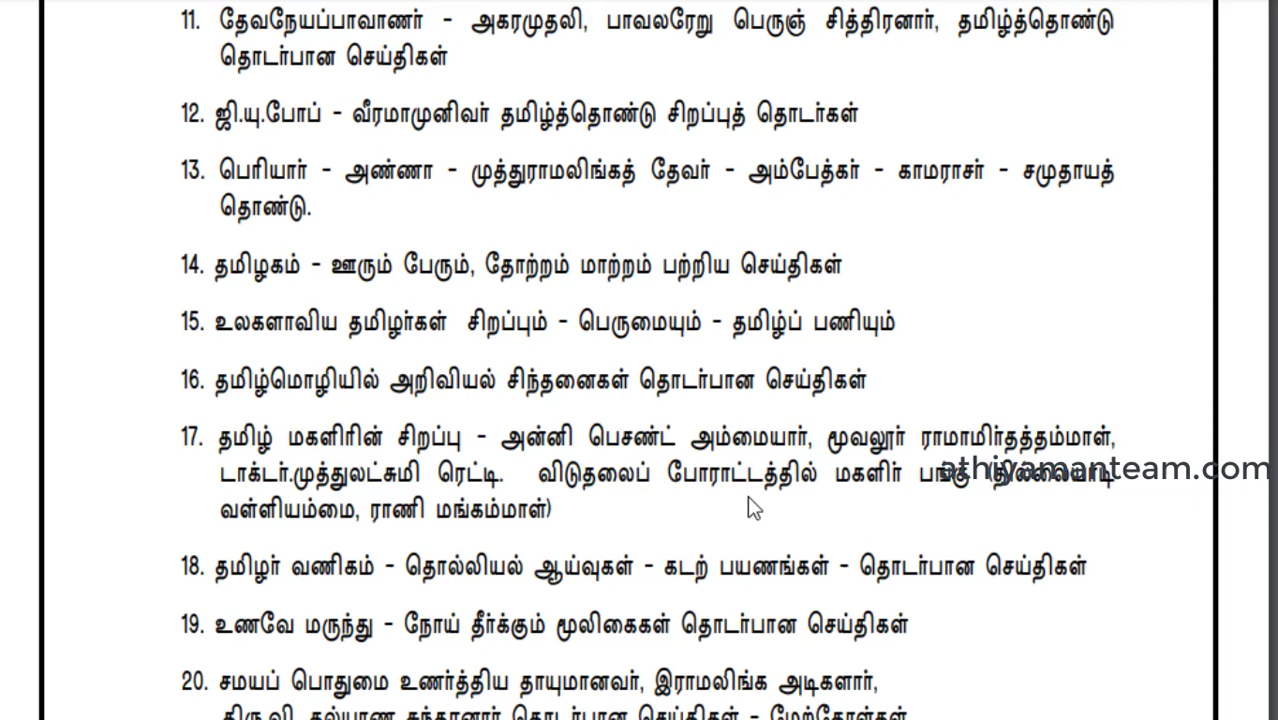 11. தேவநேயப்பாவாணர் - அகரமுதலி, பாவலரேறு பெருஞ் சித்திரனார், தமிழ்த்தொண்டு
தொடர்பான செய்திகள்
12. ஜி.யு.போப் - வீரமாமுனிவர் தமிழ்த்தொண்டு சிறப்புத் தொடர்கள்
13. பெரியார் - அண்ணா - முத்துராமலிங்கத் தேவர் - அம்பேத்கர் - காமராசர் - சமுதாயத்
தொண்டு.
14. தமிழகம் - ஊரும் பேரும், தோற்றம் மாற்றம் பற்றிய செய்திகள்
15. உலகளாவிய தமிழர்கள் சிறப்பும் - பெருமையும் - தமிழ்ப் பணியும்
16. தமிழ்மொழியில் அறிவியல் சிந்தனைகள் தொடர்பான செய்திகள்
17. தமிழ் மகளிரின் சிறப்பு - அன்னி பெசண்ட் அம்மையார், மூவலூர் ராமாமிர்தத்தம்மாள்,
டாக்டர்.முத்துலட்சுமி ரெட்டி. விடுதலைப் போராட்டத்தில் மகளிர் பங்கு (தில்லையாடி
athiyamanteam.com
வள்ளியம்மை, ராணி மங்கம்மாள்)
18. தமிழர் வணிகம் - தொல்லியல் ஆய்வுகள் - கடற் பயணங்கள் - தொடர்பான செய்திகள்
19. உணவே மருந்து - நோய் தீர்க்கும் மூலிகைகள் தொடர்பான செய்திகள்
20. சமயப் பொதுமை உணர்த்திய தாயுமானவர், இராமலிங்க அடிகளார்,
திரு.வி. கல்யாண சுந்தரனார் தொடர்பான செய்திகள் - மேற்கோள்கள்